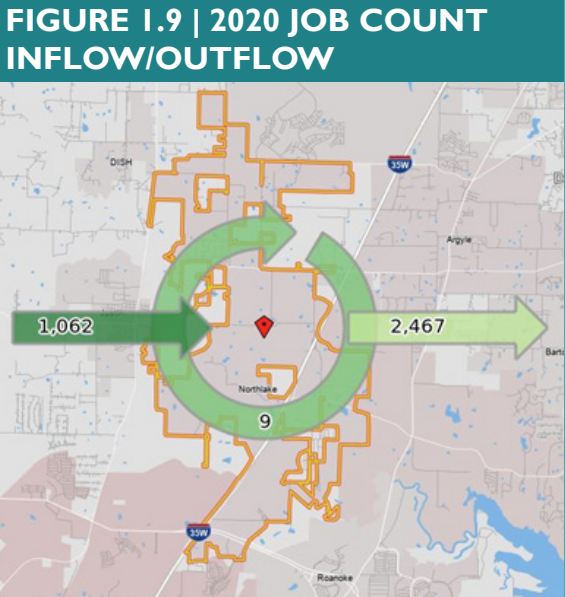 FIGURE 1.9 | 2020 JOB COUNT
INFLOW/OUTFLOW
DISH
35W
Argyle
1,062
2,467
Bart
Northlake
9
35W
Roanoke